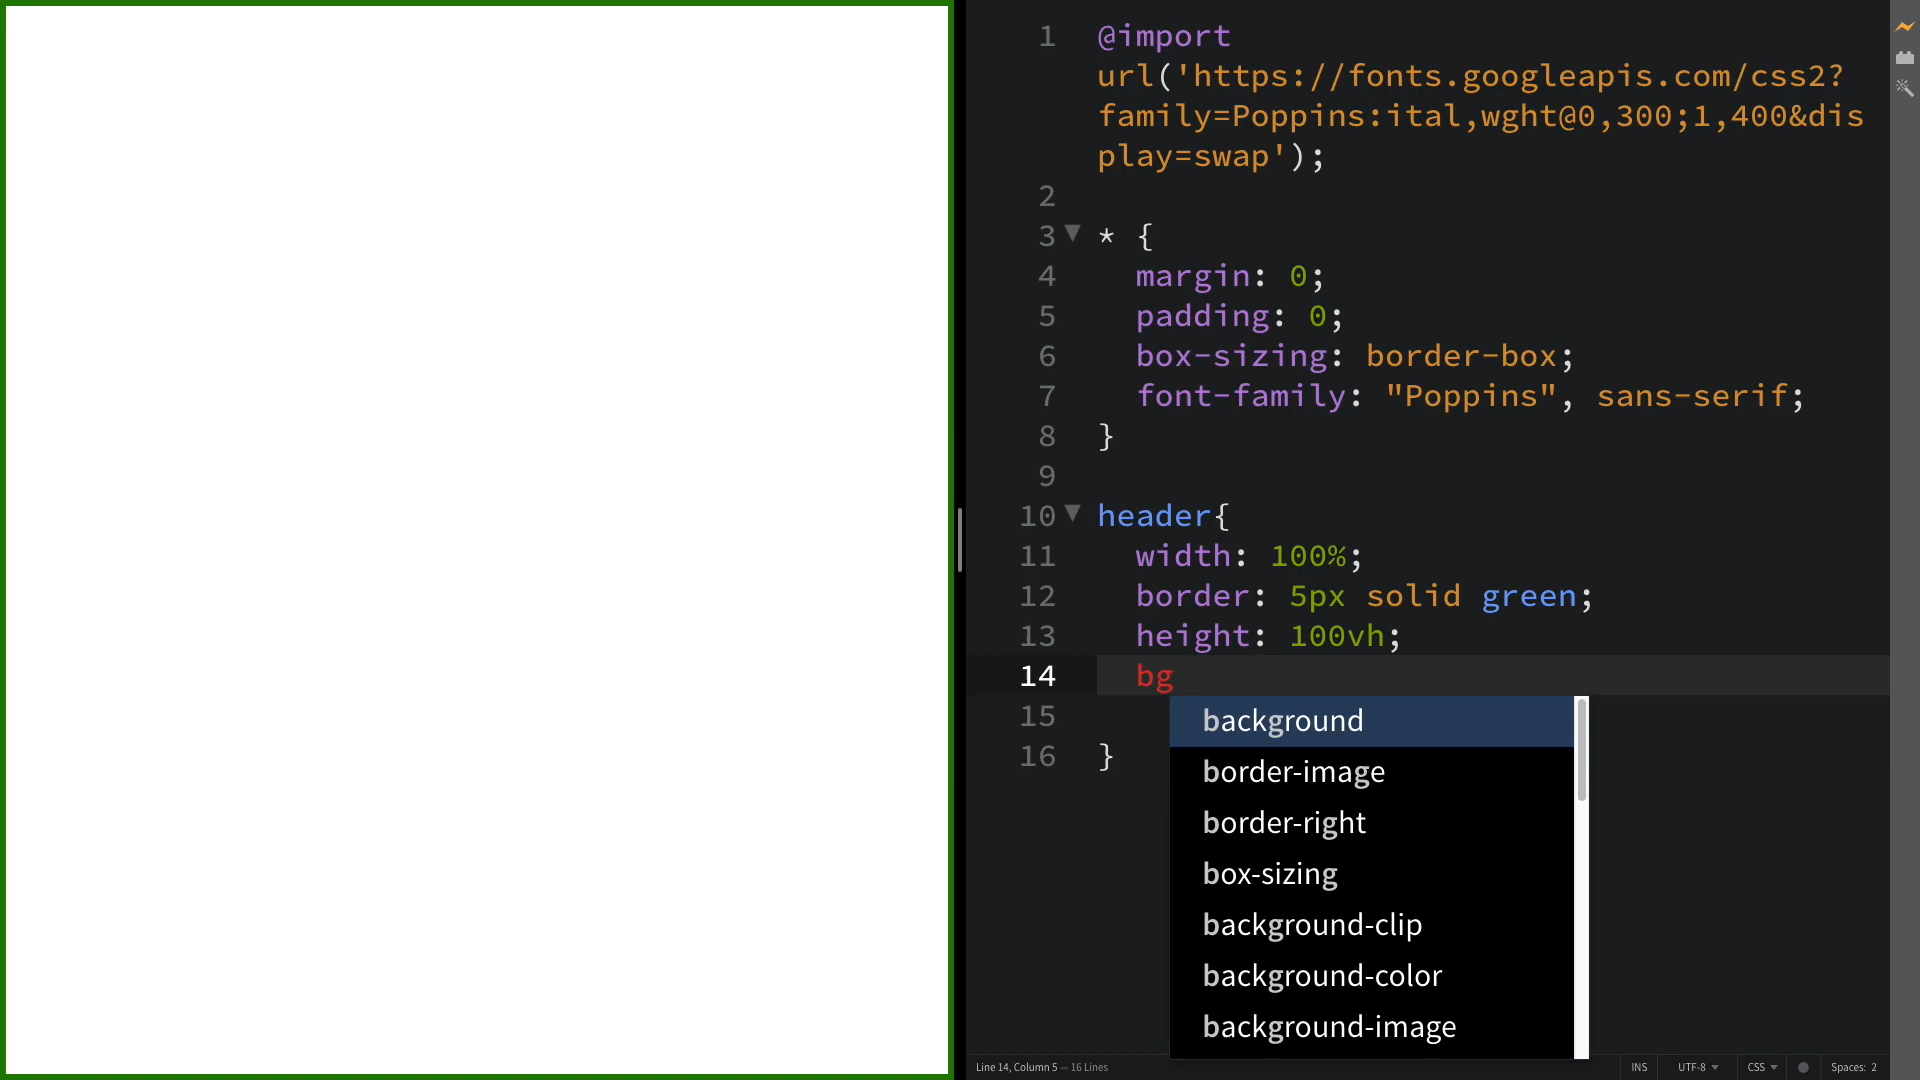 1 @import
url('https://fonts.googleapis.com/css2?
family=Poppins:ital,wght@0,300;1,400&dis
play=swap');
2
3 * {
4 margin: 0;
5 padding: 0;
6 box-sizing: border-box;
7 font-family: "Poppins", sans-serif;
8 }
9
10 header{
11 width: 100%;
12 border: 5px solid green;
13 height: 100vh;
14 bg
15
16 }
background
border-image
border-right
box-sizing
background-clip
background-color
background-image
Line 14, Column 5 — 16 Lines
INS UTF-8 CSS Spaces: 2